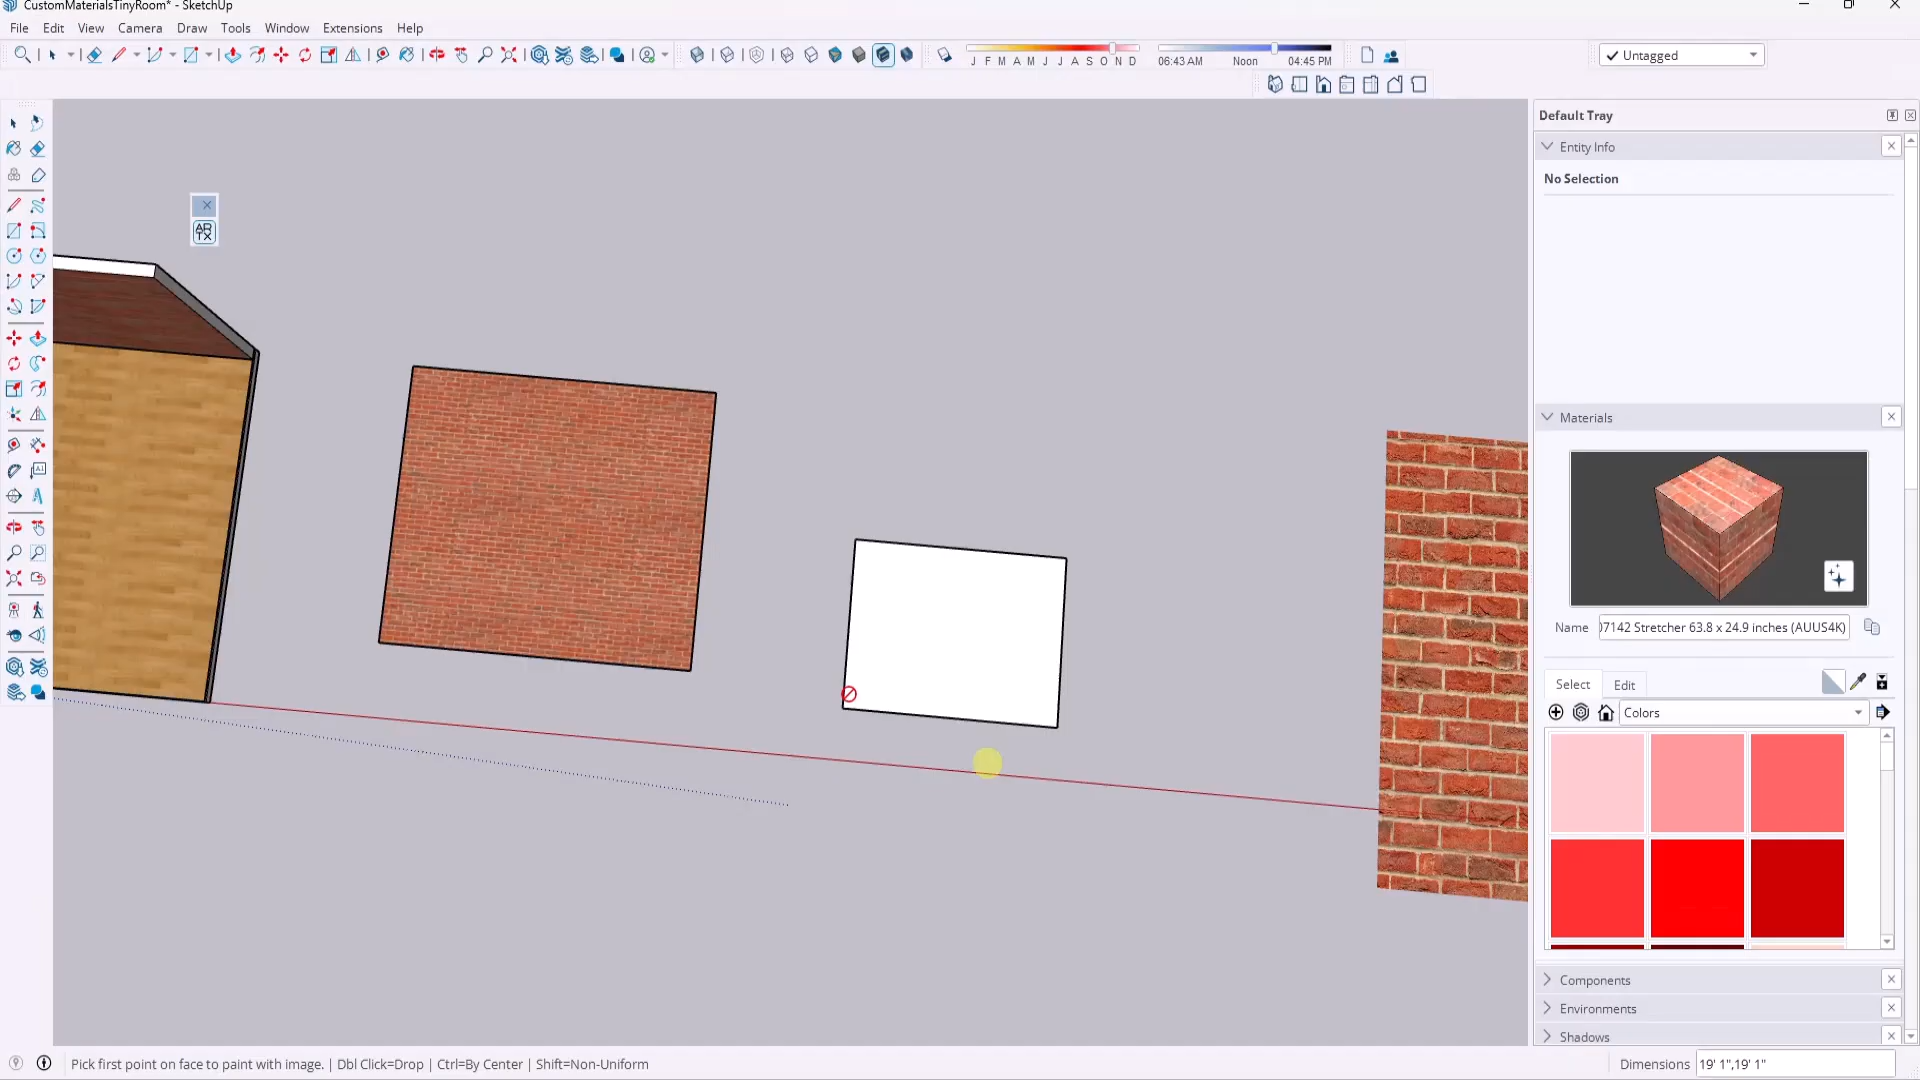 CustomMaterialsTinyRoom* - SketchUp
File Edit View Camera Draw Tools Window Extensions Help
J F M A M J J A S O N D 06:43 AM Noon 04:45 PM
Untagged
Default Tray
Entity Info
No Selection
AR
TX
Materials
Name 07142 Stretcher 63.8 x 24.9 inches (AUUS4K)
Select Edit
Colors
Components
Environments
Shadows
Pick first point on face to paint with image. | Dbl Click=Drop | Ctrl=By Center | Shift=Non-Uniform
Dimensions 19' 1",19' 1"